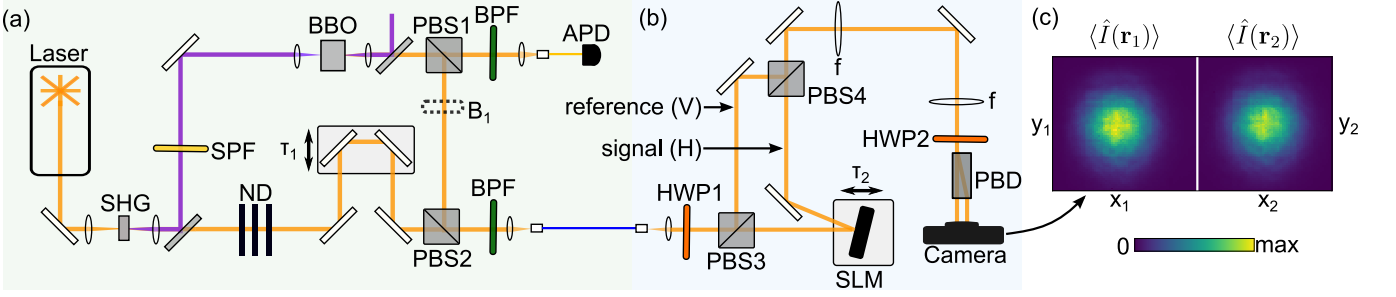 (a)
Laser
SHG
SPF
ND
BBO
PBS1
BPF
APD
B₁
τ₁
PBS2
BPF
(b)
reference (V)
signal (H)
HWP1
PBS3
PBS4
f
f
τ₂
SLM
HWP2
PBD
Camera
(c)
⟨Î(r₁)⟩
⟨Î(r₂)⟩
y₁
y₂
x₁
x₂
0
max